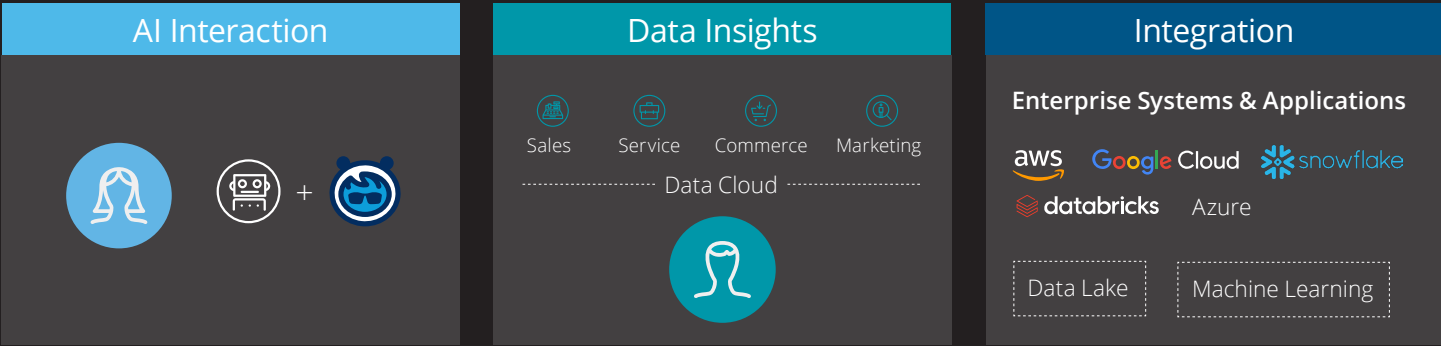 AI Interaction
Data Insights
Sales Service Commerce Marketing
Data Cloud
Integration
Enterprise Systems & Applications
aws Google Cloud snowflake
databricks Azure
Data Lake Machine Learning